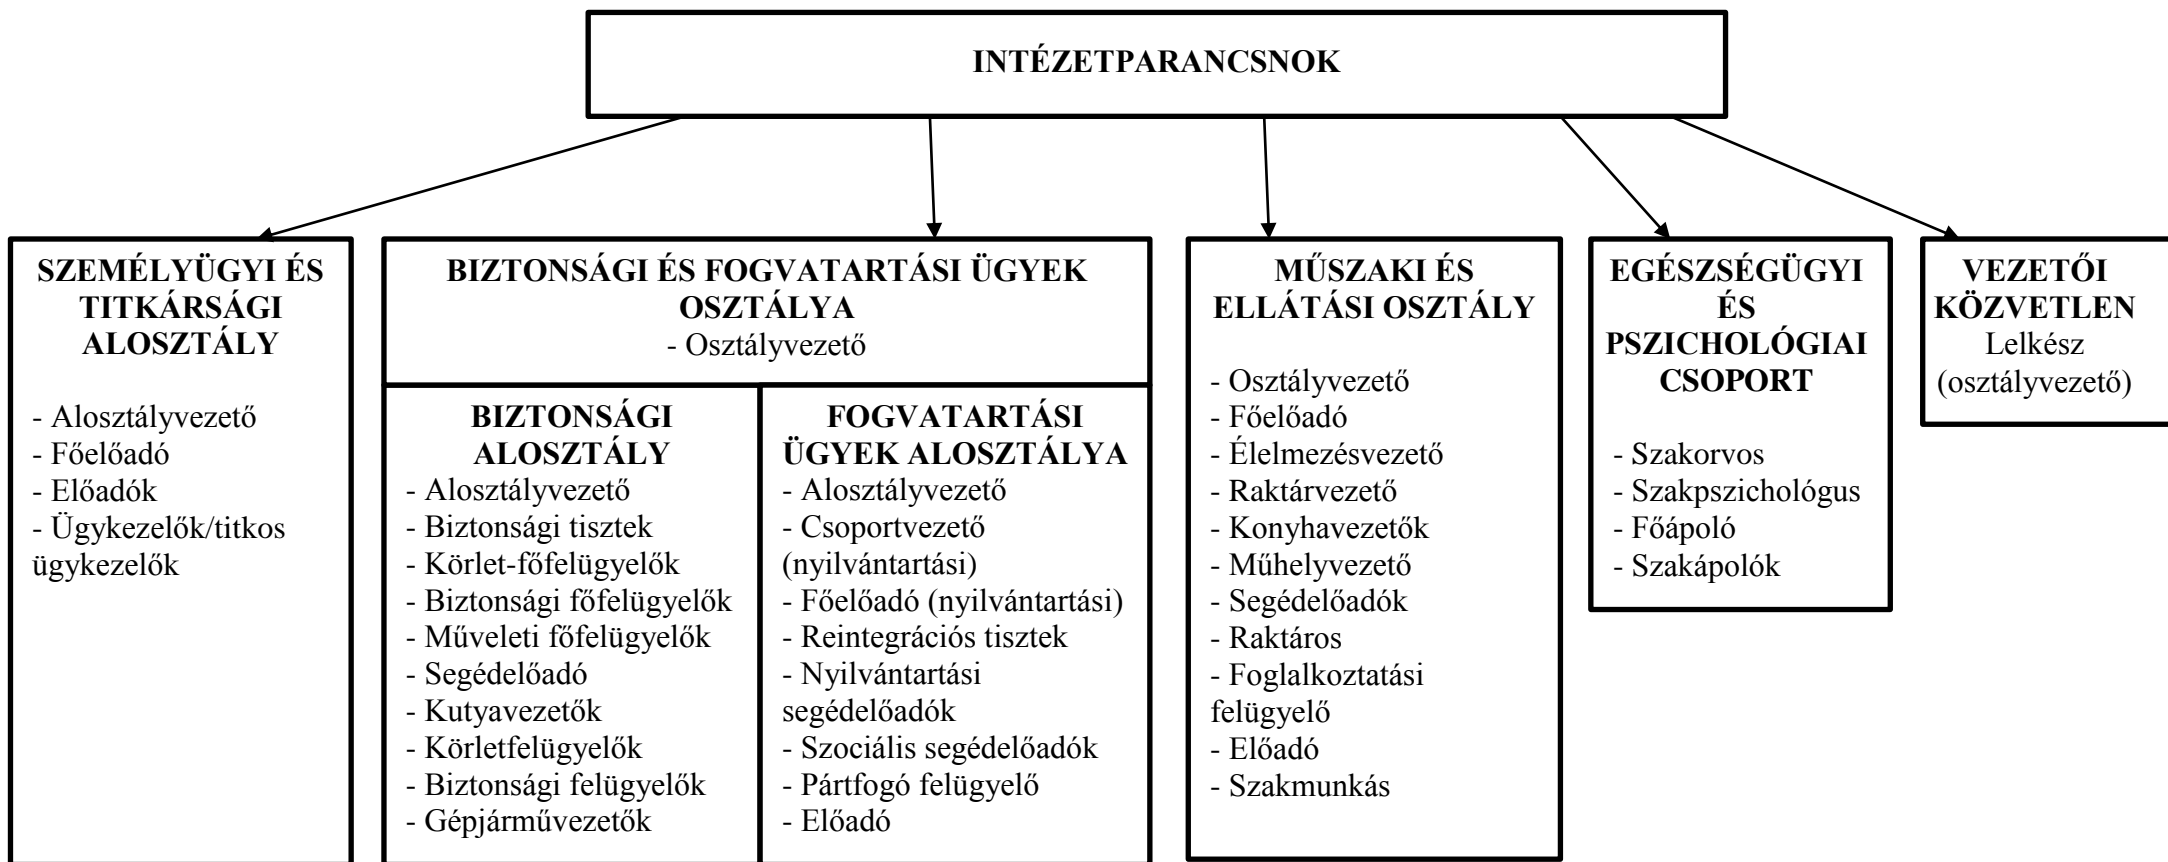 INTÉZETPARANCSNOK
SZEMÉLYÜGYI ÉS
TITKÁRSÁGI
ALOSZTÁLY
- Alosztályvezető
- Főelőadó
- Előadók
- Ügykezelők/titkos
ügykezelők
BIZTONSÁGI ÉS FOGVATARTÁSI ÜGYEK
OSZTÁLYA
- Osztályvezető
BIZTONSÁGI
ALOSZTÁLY
- Alosztályvezető
- Biztonsági tisztek
- Körlet-főfelügyelők
- Biztonsági főfelügyelők
- Műveleti főfelügyelők
- Segédelőadó
- Kutyavezetők
- Körletfelügyelők
- Biztonsági felügyelők
- Gépjárművezetők
FOGVATARTÁSI
ÜGYEK ALOSZTÁLYA
- Alosztályvezető
- Csoportvezető
(nyilvántartási)
- Főelőadó (nyilvántartási)
- Reintegrációs tisztek
- Nyilvántartási
segédelőadók
- Szociális segédelőadók
- Pártfogó felügyelő
- Előadó
MŰSZAKI ÉS
ELLÁTÁSI OSZTÁLY
- Osztályvezető
- Főelőadó
- Élelmezésvezető
- Raktárvezető
- Konyhavezetők
- Műhelyvezető
- Segédelőadók
- Raktáros
- Foglalkoztatási
felügyelő
- Előadó
- Szakmunkás
EGÉSZSÉGÜGYI
ÉS
PSZICHOLÓGIAI
CSOPORT
- Szakorvos
- Szakpszichológus
- Főápoló
- Szakápolók
VEZETŐI
KÖZVETLEN
Lelkész
(osztályvezető)